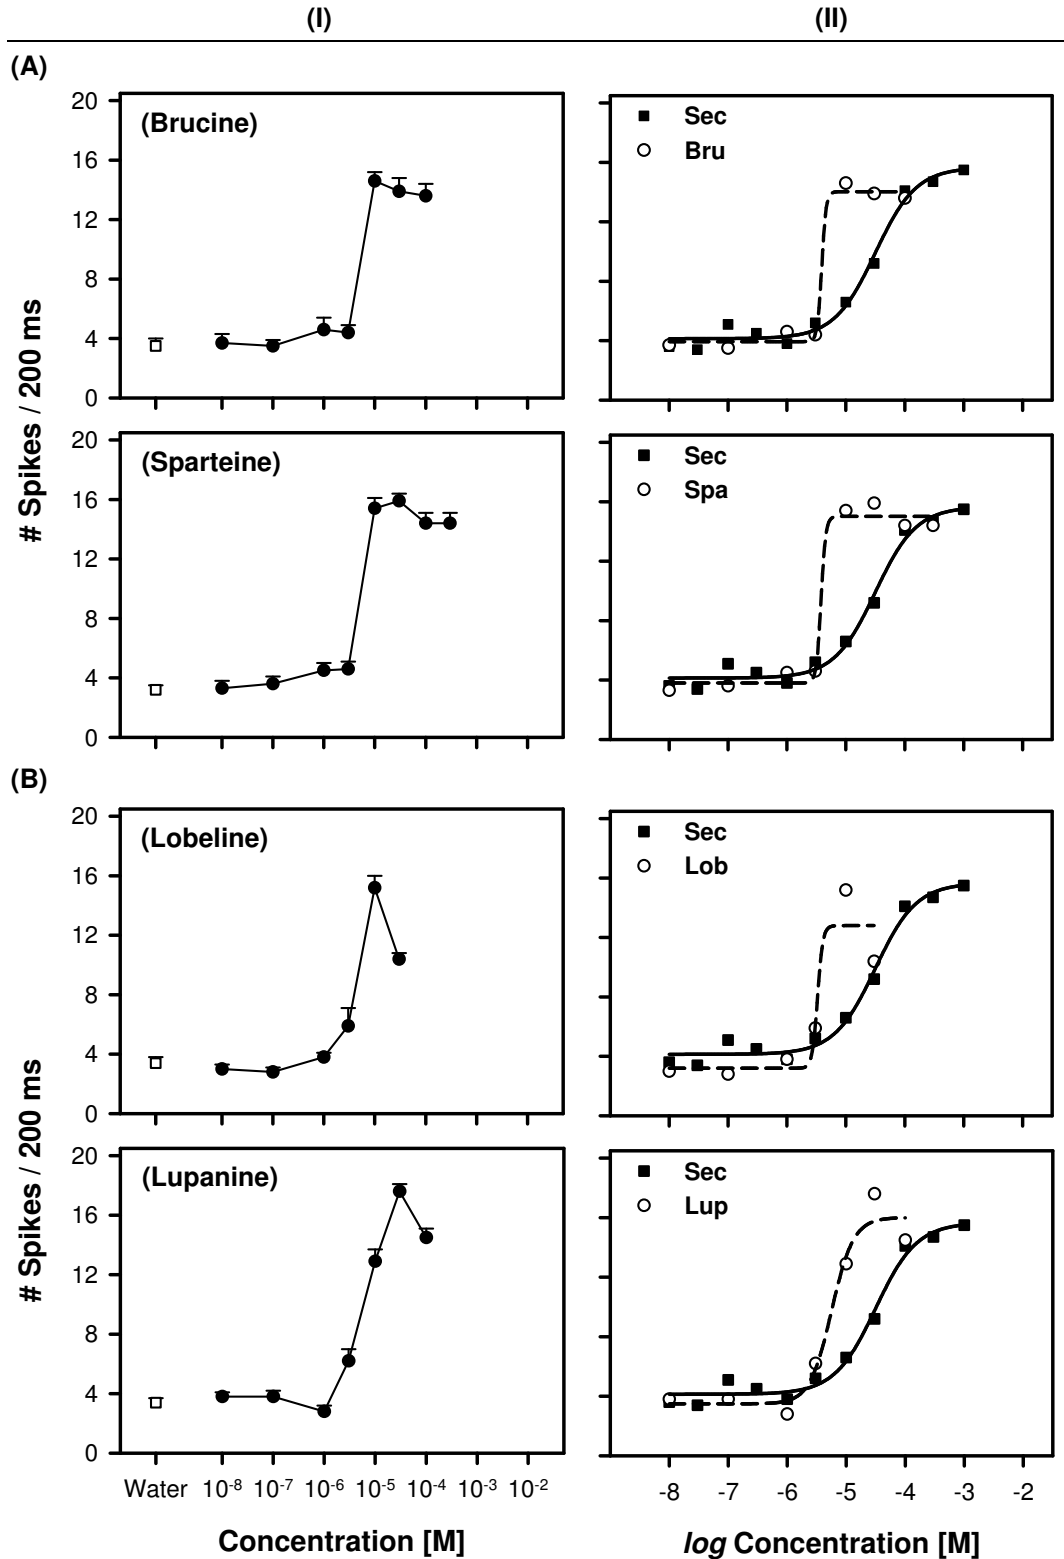 (I) (II)
(A)
# Spikes / 200 ms
20
16
12
8
4
0
(Brucine)
Sec
Bru
20
16
12
8
4
0
(Sparteine)
Sec
Spa
(B)
# Spikes / 200 ms
20
16
12
8
4
0
(Lobeline)
Sec
Lob
20
16
12
8
4
0
(Lupanine)
Sec
Lup
Water 10⁻⁸ 10⁻⁷ 10⁻⁶ 10⁻⁵ 10⁻⁴ 10⁻³ 10⁻²
-8 -7 -6 -5 -4 -3 -2
Concentration [M]
log Concentration [M]